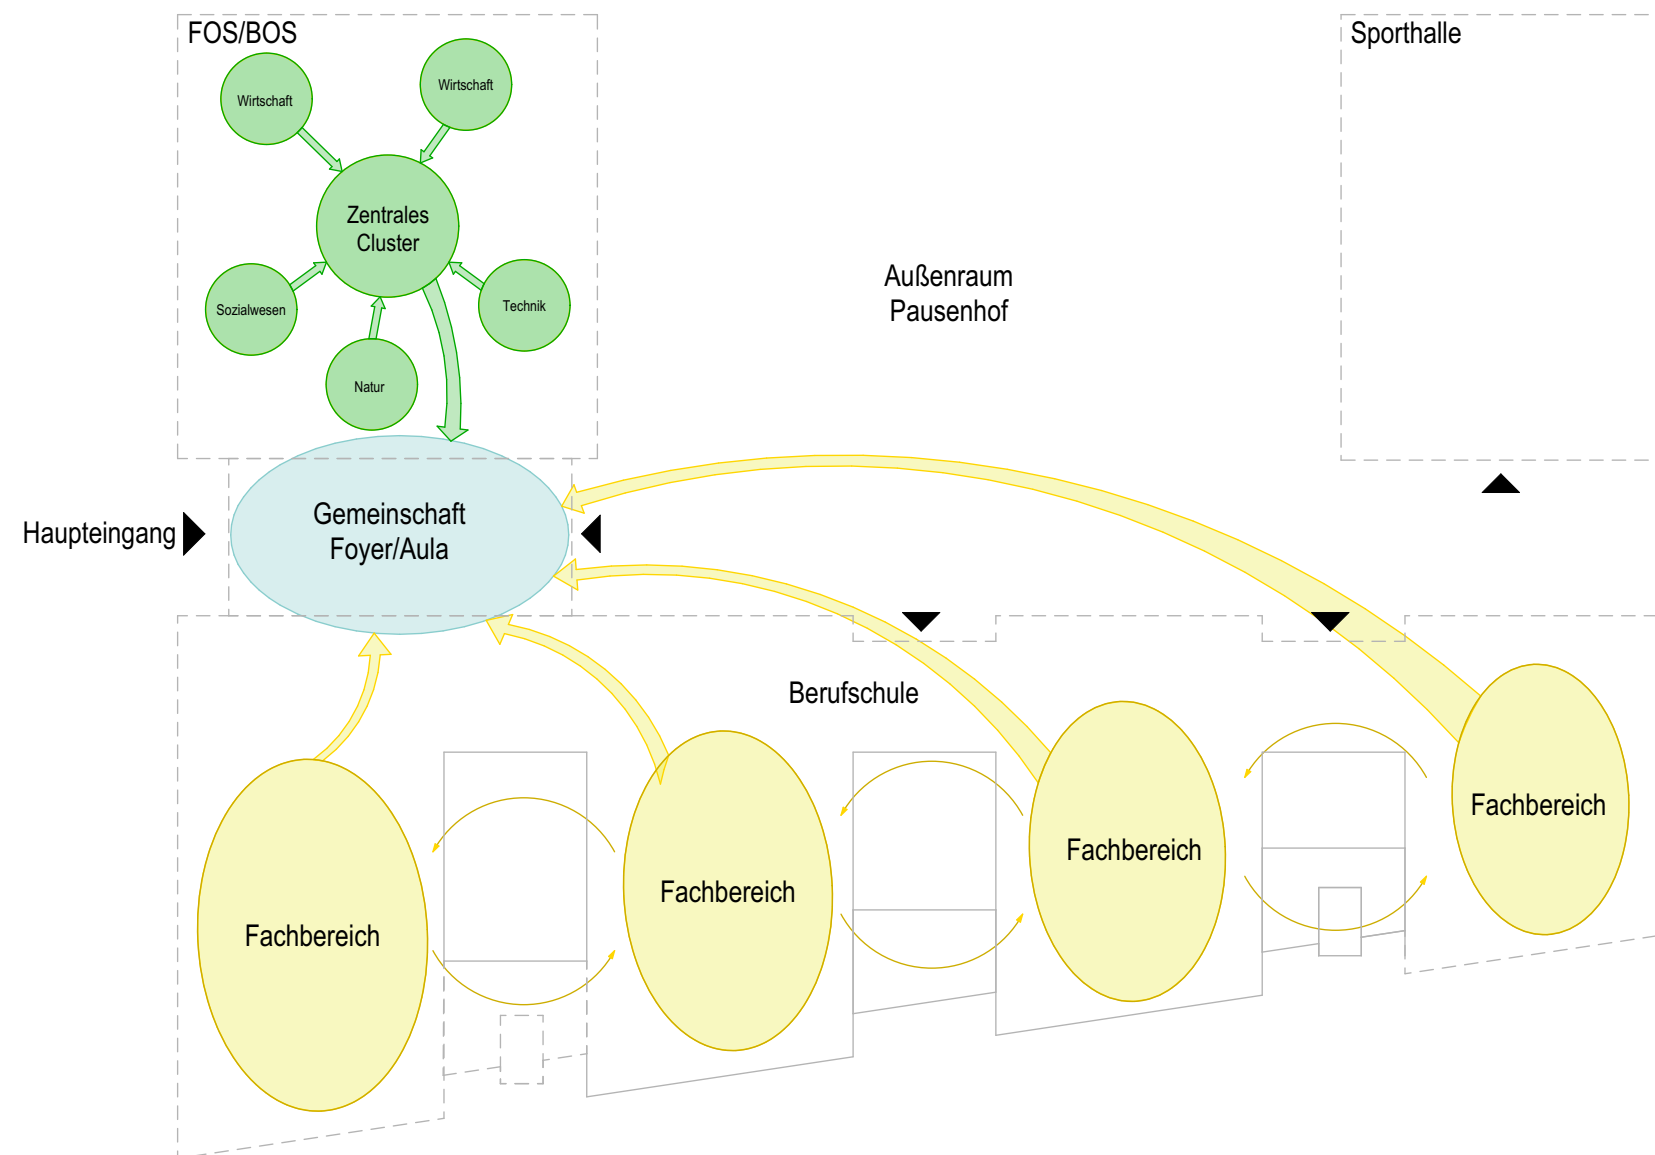 FOS/BOS
Sporthalle
Wirtschaft
Wirtschaft
Zentrales
Cluster
Sozialwesen
Technik
Natur
Außenraum
Pausenhof
Haupteingang
Gemeinschaft
Foyer/Aula
Berufschule
Fachbereich
Fachbereich
Fachbereich
Fachbereich